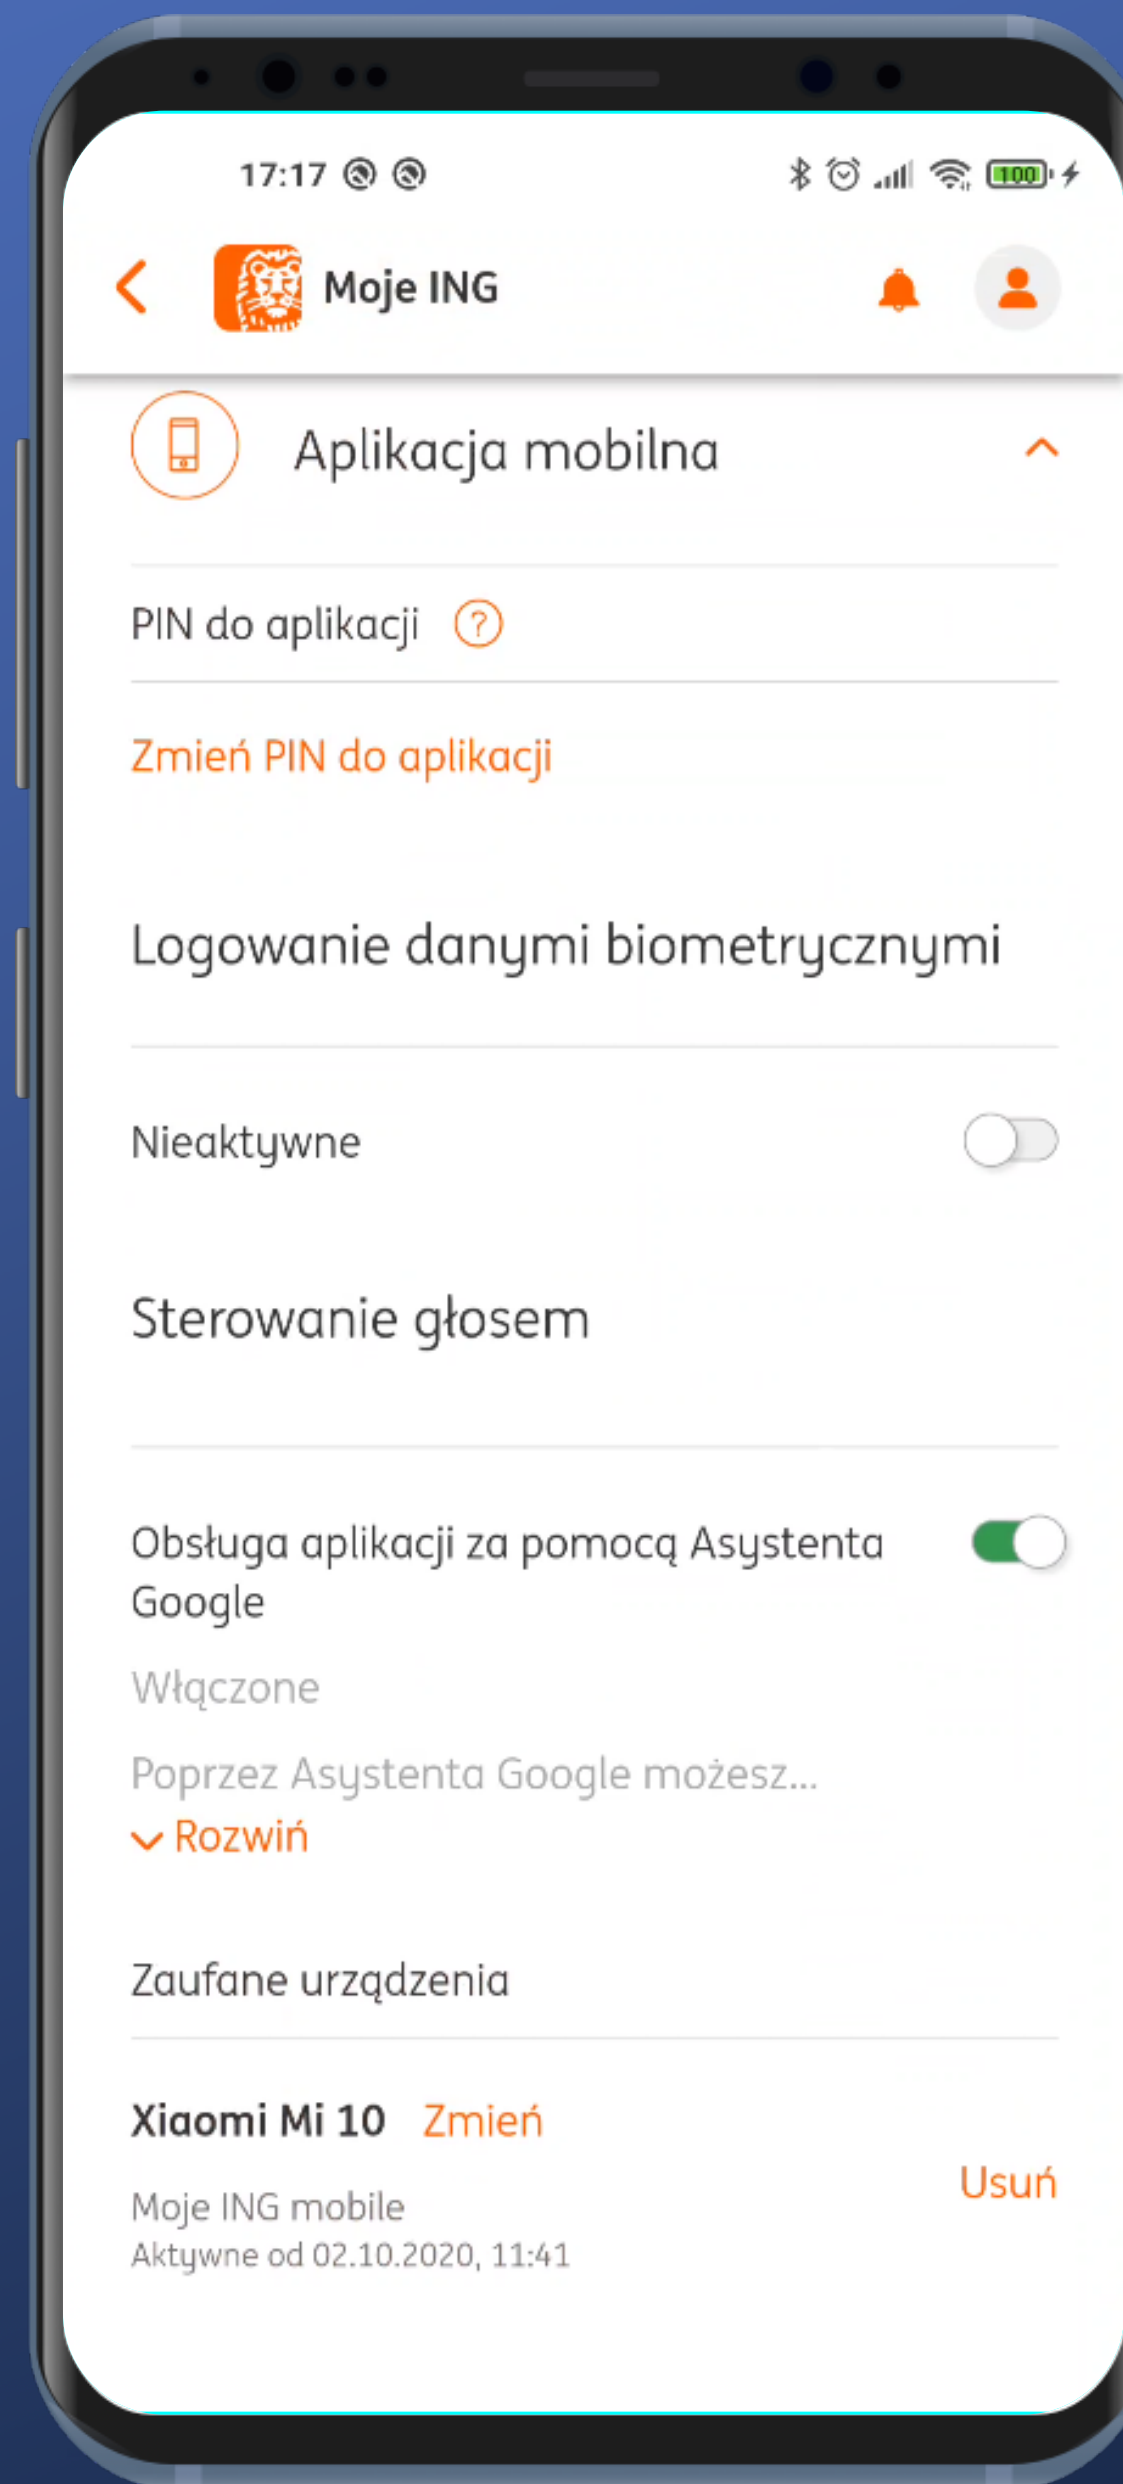 17:17
100
Moje ING
Aplikacja mobilna
PIN do aplikacji ?
Zmień PIN do aplikacji
Logowanie danymi biometrycznymi
Nieaktywne
Sterowanie głosem
Obsługa aplikacji za pomocą Asystenta
Google
Włączone
Poprzez Asystenta Google możesz...
Rozwiń
Zaufane urządzenia
Xiaomi Mi 10 Zmień
Usuń
Moje ING mobile
Aktywne od 02.10.2020, 11:41